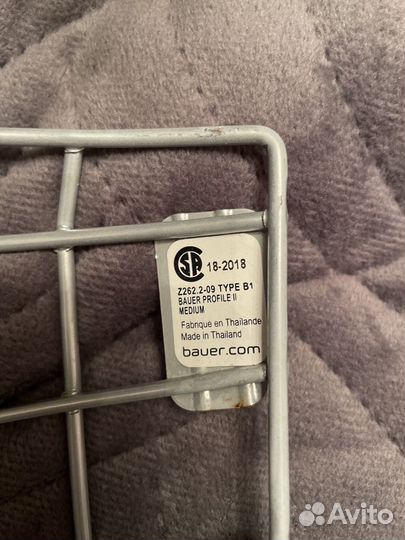 CSA 18-2018
Z262.2-09 TYPE B1
BAUER PROFILE II
MEDIUM
Fabriqué en Thaïlande
Made in Thailand
bauer.com
Avito